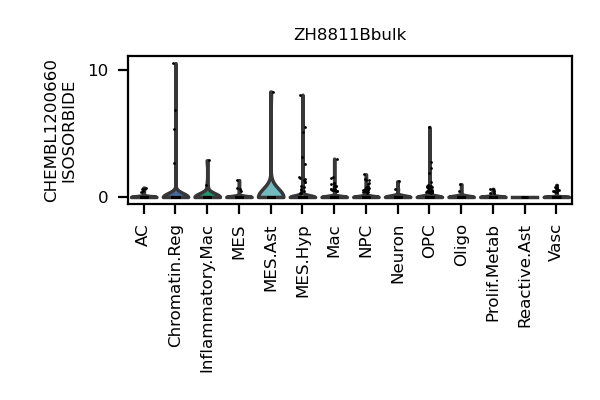 ZH8811Bbulk
CHEMBL1200660
ISOSORBIDE
10
0
AC
Chromatin.Reg
Inflammatory.Mac
MES
MES.Ast
MES.Hyp
Mac
NPC
Neuron
OPC
Oligo
Prolif.Metab
Reactive.Ast
Vasc